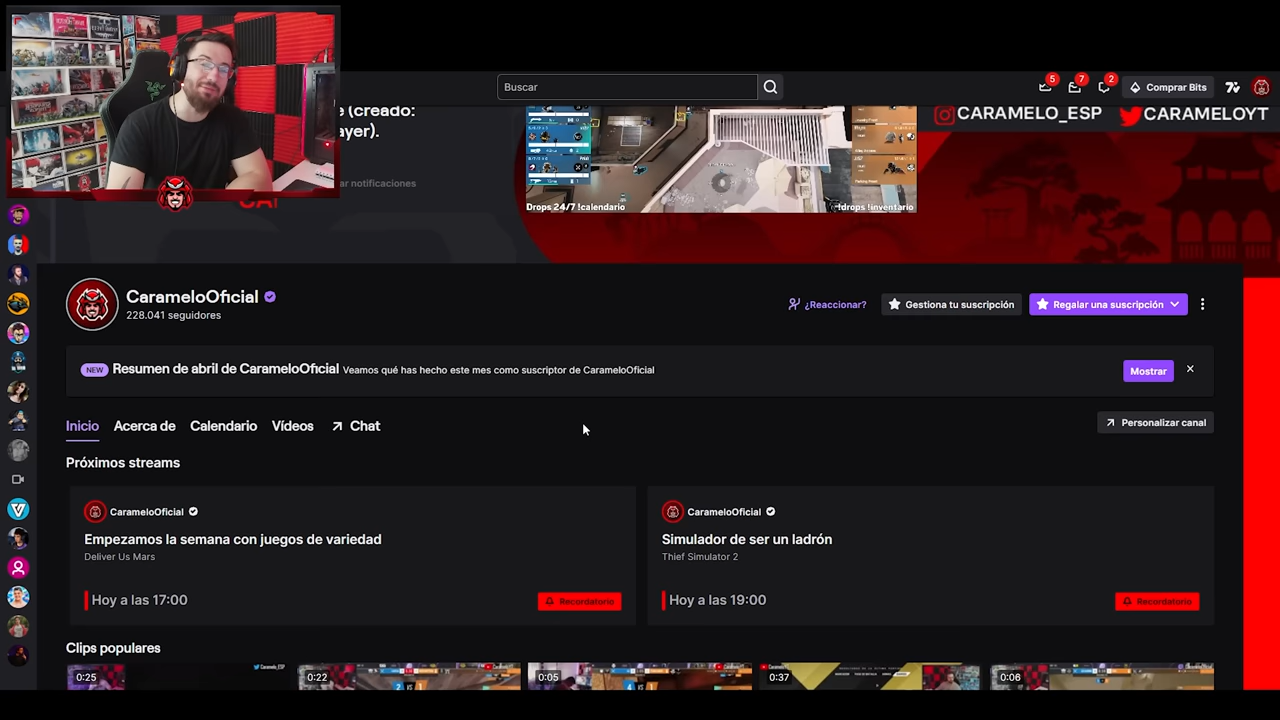 Buscar
5
7
2
Comprar Bits
e (creado:
ayer).
ar notificaciones
CAI
Drops 24/7 !calendario
!drops !inventario
CARAMELO_ESP
CARAMELOYT
CarameloOficial
228.041 seguidores
¿Reaccionar?
Gestiona tu suscripción
Regalar una suscripción
NEW Resumen de abril de CarameloOficial Veamos qué has hecho este mes como suscriptor de CarameloOficial
Mostrar
Inicio
Acerca de
Calendario
Vídeos
Chat
Personalizar canal
Próximos streams
CarameloOficial
Empezamos la semana con juegos de variedad
Deliver Us Mars
Hoy a las 17:00
Recordatorio
CarameloOficial
Simulador de ser un ladrón
Thief Simulator 2
Hoy a las 19:00
Recordatorio
Clips populares
0:25
0:22
0:05
0:37
0:06